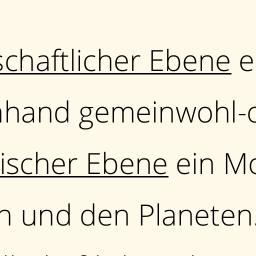 schaftlicher Ebene e
nhand gemeinwohl-o
ischer Ebene ein Mo
n und den Planeten.